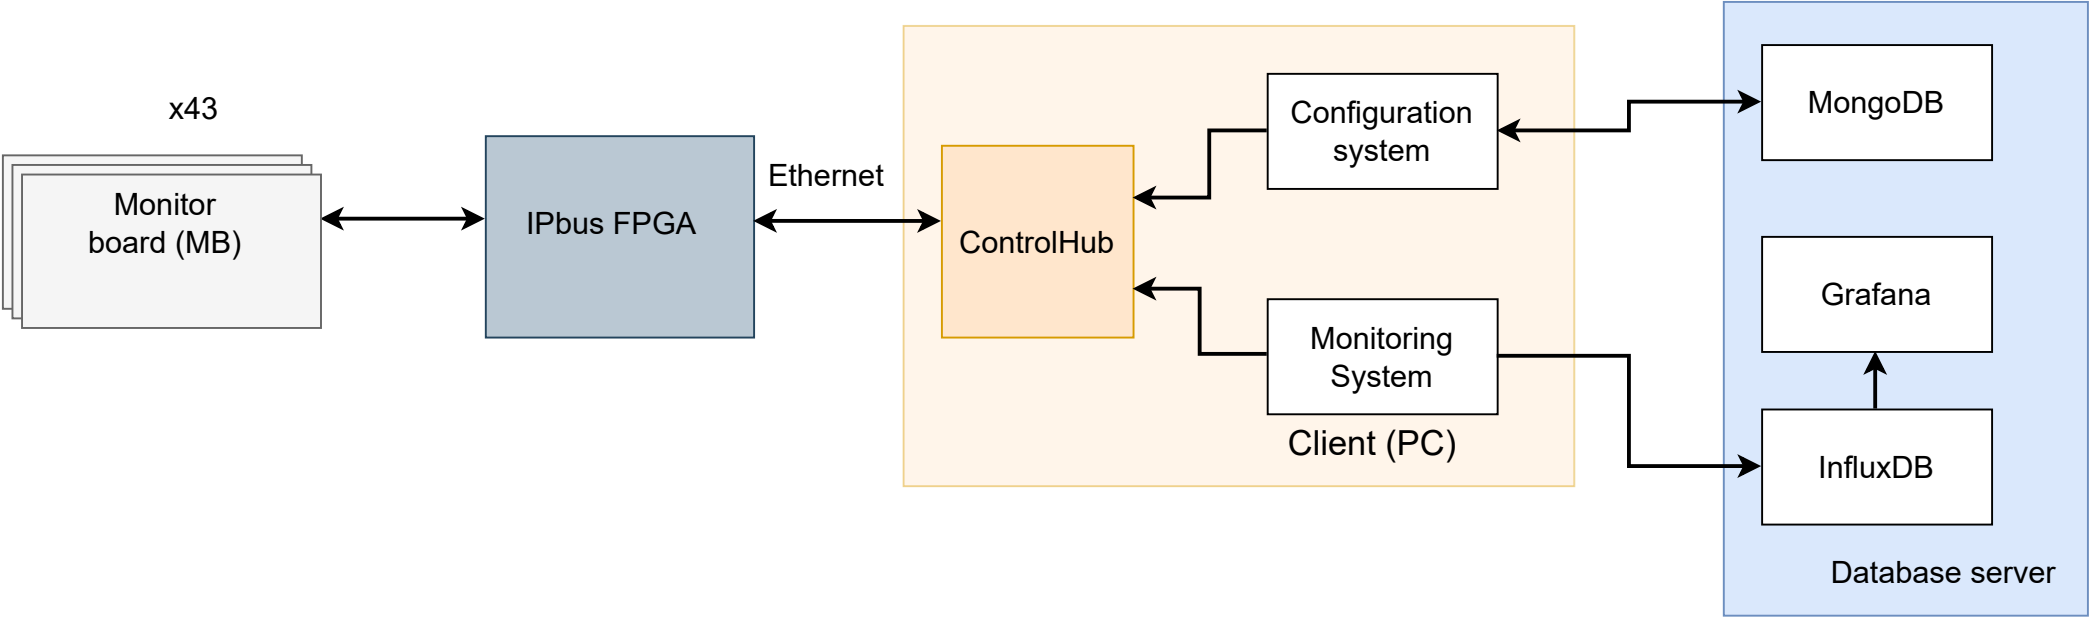 x43
Monitor
board (MB)
IPbus FPGA
Ethernet
ControlHub
Configuration
system
Monitoring
System
Client (PC)
MongoDB
Grafana
InfluxDB
Database server